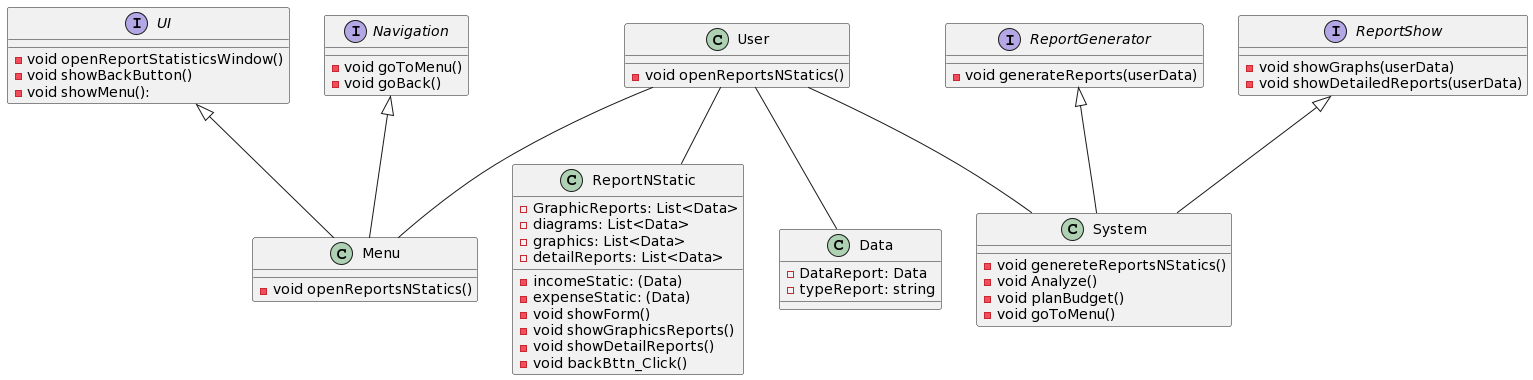 I UI
void openReportStatisticsWindow()
void showBackButton()
void showMenu():
I Navigation
void goToMenu()
void goBack()
C User
void openReportsNStatics()
I ReportGenerator
void generateReports(userData)
I ReportShow
void showGraphs(userData)
void showDetailedReports(userData)
C Menu
void openReportsNStatics()
C ReportNStatic
GraphicReports: List<Data>
diagrams: List<Data>
graphics: List<Data>
detailReports: List<Data>
incomeStatic: (Data)
expenseStatic: (Data)
void showForm()
void showGraphicsReports()
void showDetailReports()
void backBttn_Click()
C Data
DataReport: Data
typeReport: string
C System
void genereteReportsNStatics()
void Analyze()
void planBudget()
void goToMenu()